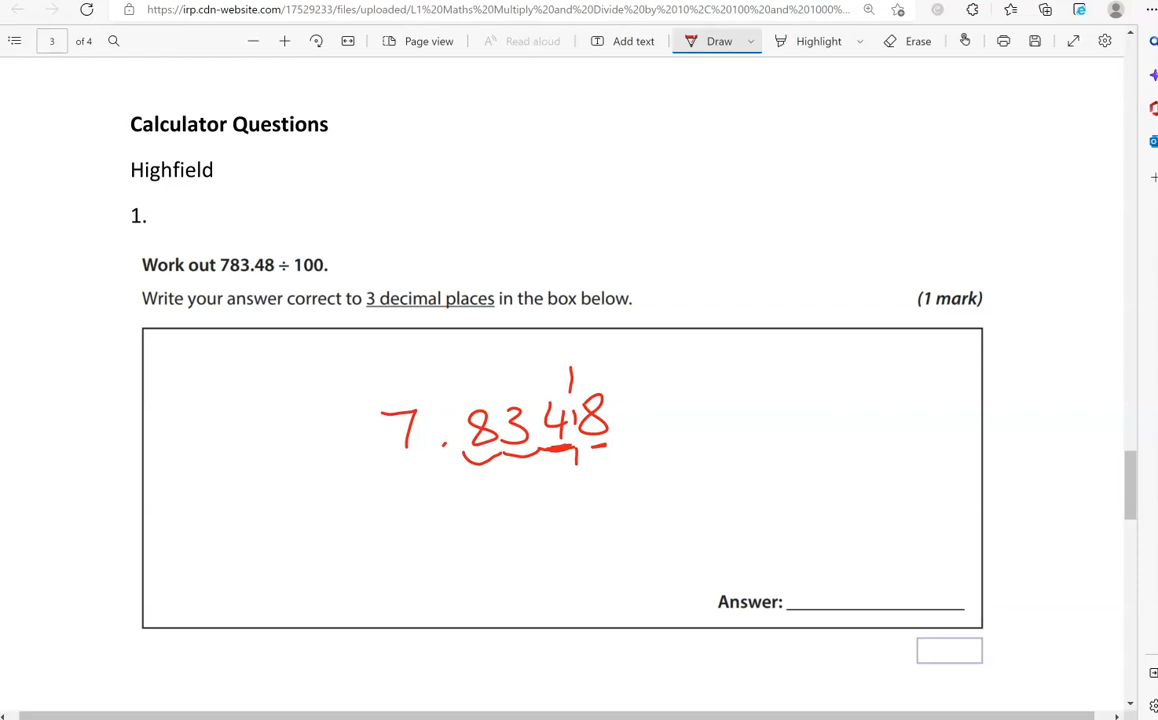 https://irp.cdn-website.com/17529233/files/uploaded/L1%20Maths%20Multiply%20and%20Divide%20by%2010%2C%20100%20and%201000%...
3 of 4
Page view
Read aloud
Add text
Draw
Highlight
Erase
Calculator Questions
Highfield
1.
Work out 783.48 ÷ 100.
Write your answer correct to 3 decimal places in the box below. (1 mark)
7.8348
Answer: